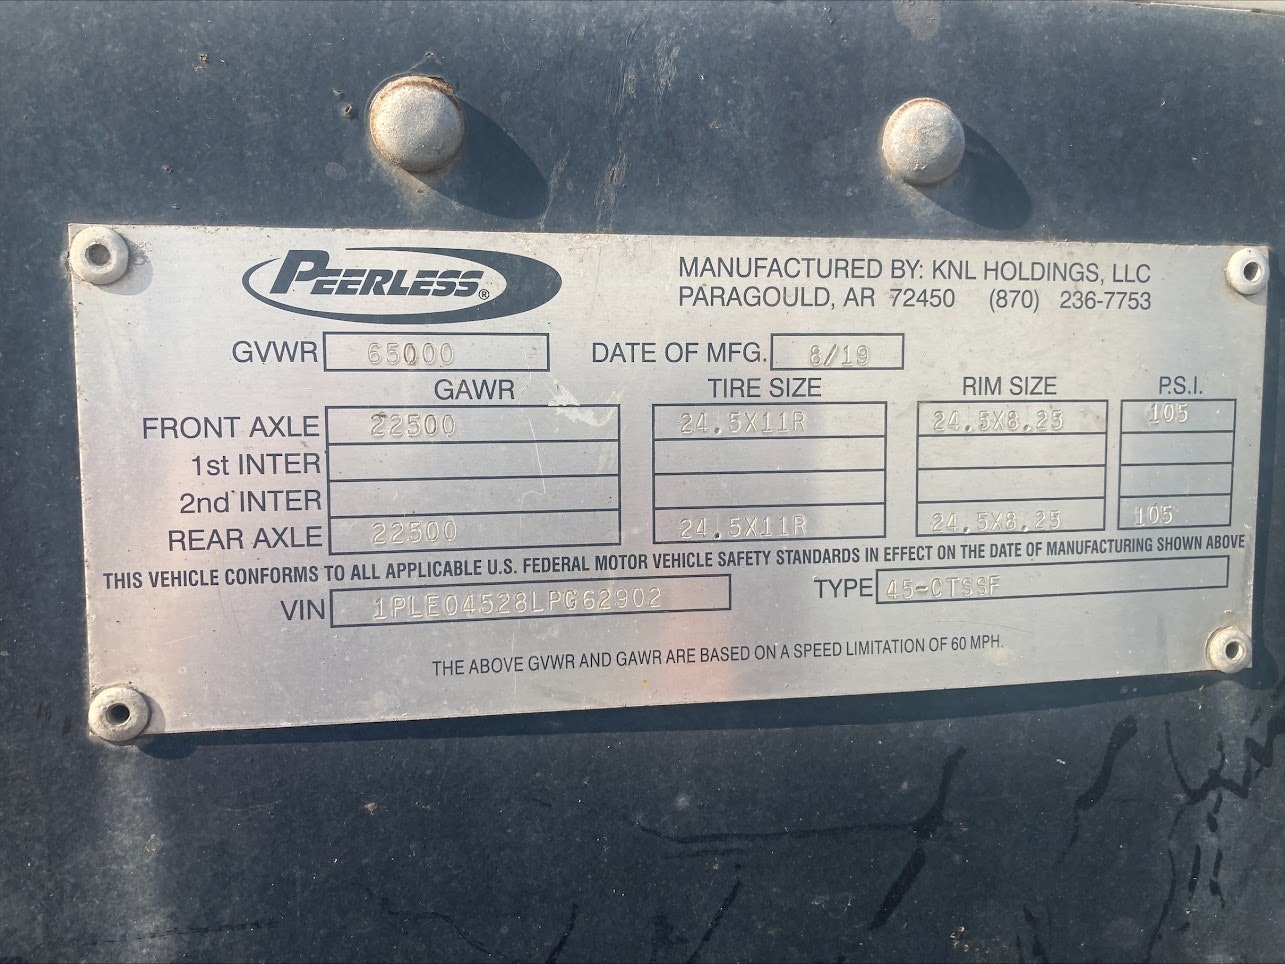 PEERLESS®
MANUFACTURED BY: KNL HOLDINGS, LLC
PARAGOULD, AR 72450 (870) 236-7753
GVWR 65000 DATE OF MFG. 8/19
GAWR TIRE SIZE RIM SIZE P.S.I.
FRONT AXLE 22500 24.5X11R 24.5X8.25 105
1st INTER
2nd INTER
REAR AXLE 22500 24.5X11R 24.5X8.25 105
THIS VEHICLE CONFORMS TO ALL APPLICABLE U.S. FEDERAL MOTOR VEHICLE SAFETY STANDARDS IN EFFECT ON THE DATE OF MANUFACTURING SHOWN ABOVE
VIN 1PLE04528LPG62902 TYPE 45-CTSSF
THE ABOVE GVWR AND GAWR ARE BASED ON A SPEED LIMITATION OF 60 MPH.